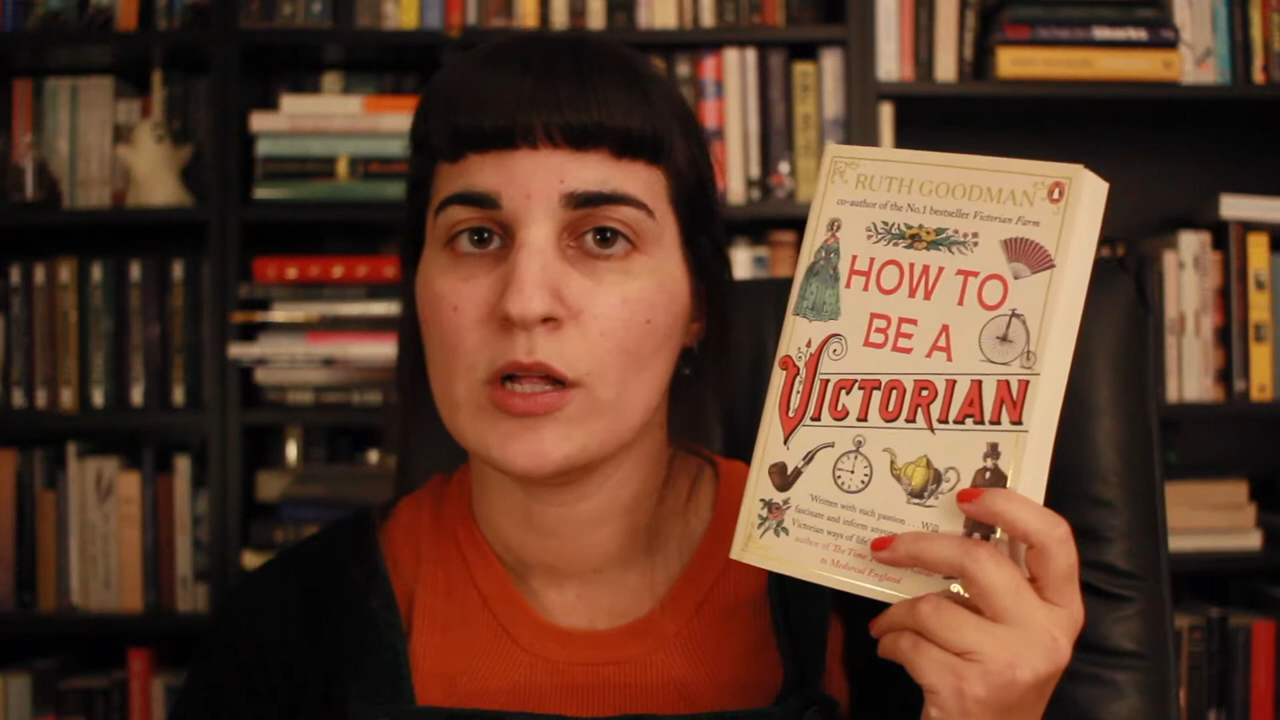 RUTH GOODMAN
co-author of the No.1 bestseller Victorian Farm
HOW TO
BE A
VICTORIAN
'Written with such passion . . . Will
fascinate and inform
Victorian ways of life'
author of The Time
to Medieval England